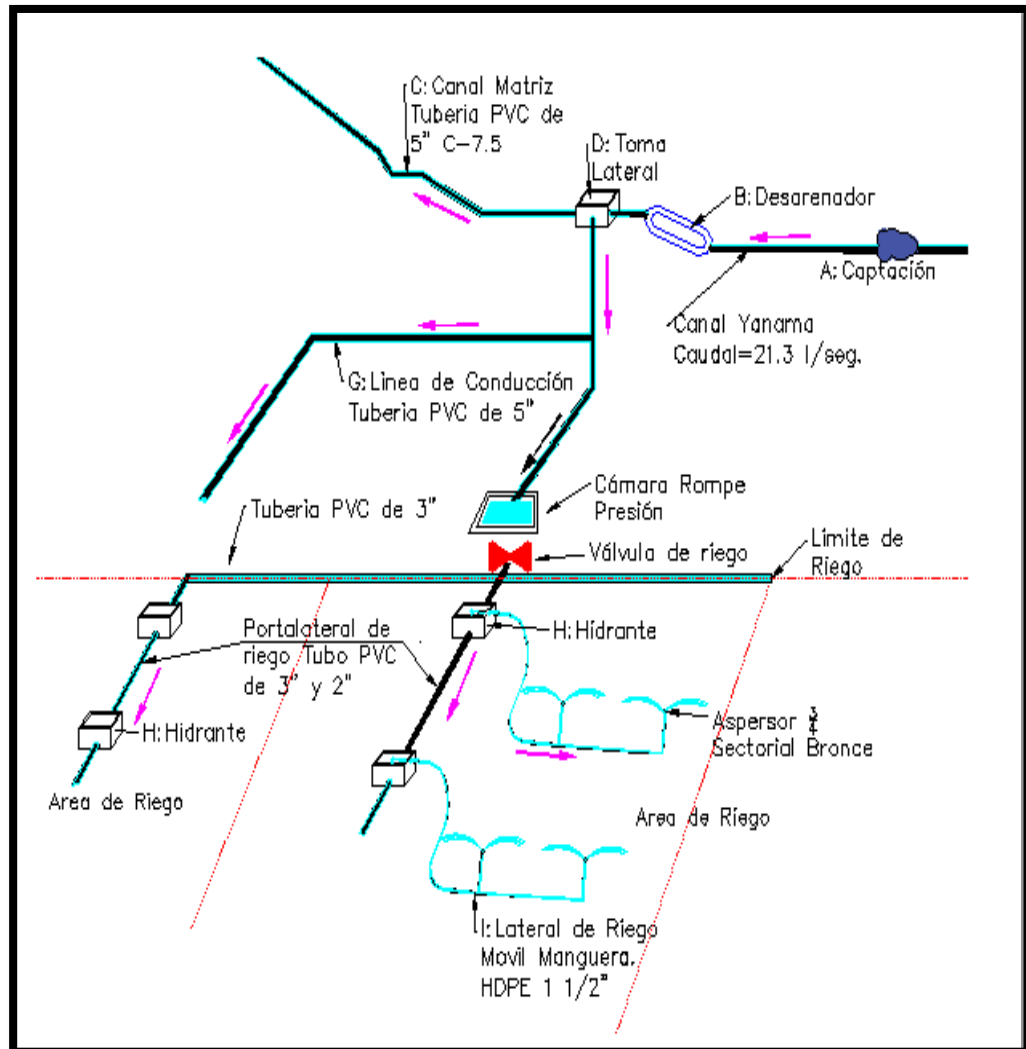 C: Canal Matriz
Tuberia PVC de
5" C-7.5
D: Toma
Lateral
B: Desarenador
A: Captación
Canal Yanama
Caudal=21.3 l/seg.
G: Linea de Conducción
Tuberia PVC de 5"
Cámara Rompe
Presión
Tuberia PVC de 3"
Válvula de riego
Limite de
Riego
Portalateral de
riego Tubo PVC
de 3" y 2"
H: Hidrante
H: Hidrante
Aspersor 3/4
Sectorial Bronce
Area de Riego
Area de Riego
I: Lateral de Riego
Movil Manguera.
HDPE 1 1/2"